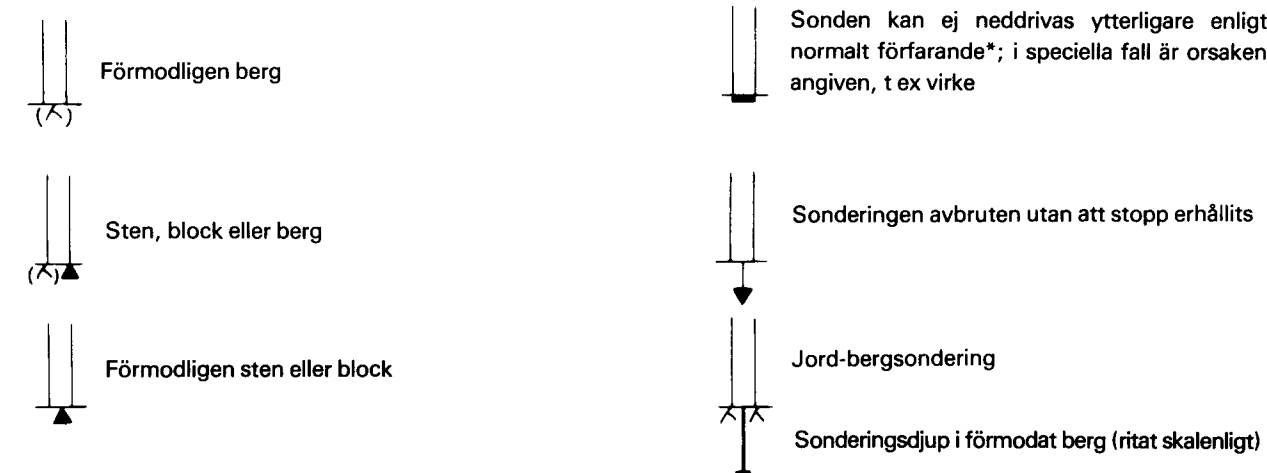 Förmodligen berg
Sten, block eller berg
Förmodligen sten eller block
Sonden kan ej neddrivas ytterligare enligt
normalt förfarande*; i speciella fall är orsaken
angiven, t ex virke
Sonderingen avbruten utan att stopp erhållits
Jord-bergsondering
Sonderingsdjup i förmodat berg (ritat skalenligt)